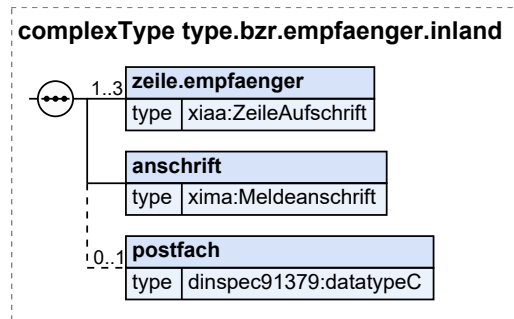 complexType type.bzr.empfaenger.inland
1..3
zeile.empfaenger
type xiaa:ZeileAufschrift
anschrift
type xima:Meldeanschrift
0..1
postfach
type dinspec91379:datatypeC